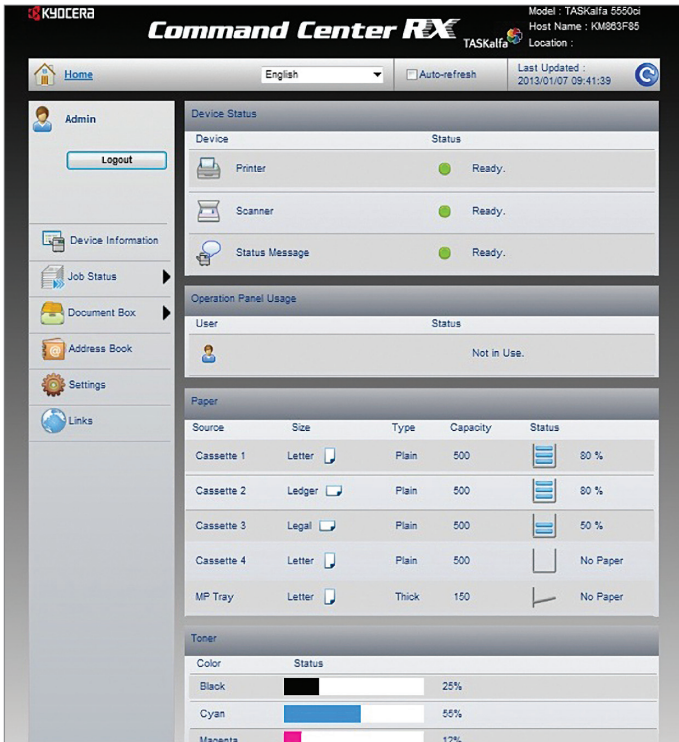 KYOCERA
Command Center RX
TASKalfa
Model : TASKalfa 5550ci
Host Name : KM863F85
Location :
Home
English
Auto-refresh
Last Updated :
2013/01/07 09:41:39
Admin
Logout
Device Information
Job Status
Document Box
Address Book
Settings
Links
Device Status
Device Status
Printer Ready.
Scanner Ready.
Status Message Ready.
Operation Panel Usage
User Status
Not in Use.
Paper
Source Size Type Capacity Status
Cassette 1 Letter Plain 500 80 %
Cassette 2 Ledger Plain 500 80 %
Cassette 3 Legal Plain 500 50 %
Cassette 4 Letter Plain 500 No Paper
MP Tray Letter Thick 150 No Paper
Toner
Color Status
Black 25%
Cyan 55%
Magenta 12%